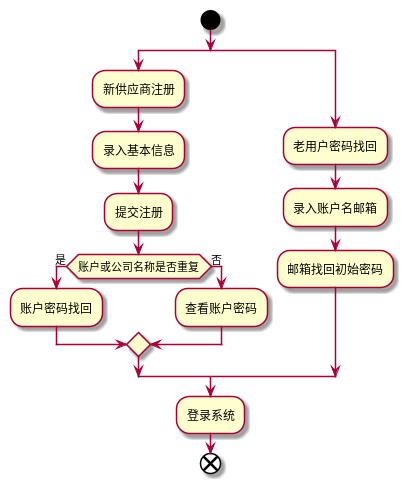 新供应商注册
录入基本信息
提交注册
账户或公司名称是否重复
是
否
账户密码找回
查看账户密码
老用户密码找回
录入账户名邮箱
邮箱找回初始密码
登录系统